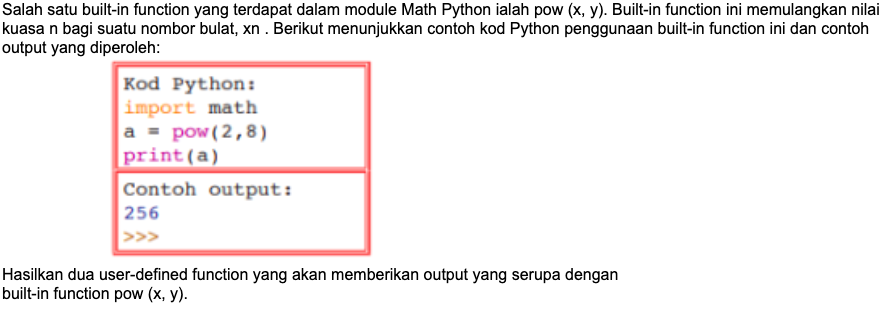 Salah satu built-in function yang terdapat dalam module Math Python ialah pow (x, y). Built-in function ini memulangkan nilai
kuasa n bagi suatu nombor bulat, xn . Berikut menunjukkan contoh kod Python penggunaan built-in function ini dan contoh
output yang diperoleh:
Kod Python:
import math
a = pow(2,8)
print(a)
Contoh output:
256
>>>
Hasilkan dua user-defined function yang akan memberikan output yang serupa dengan
built-in function pow (x, y).